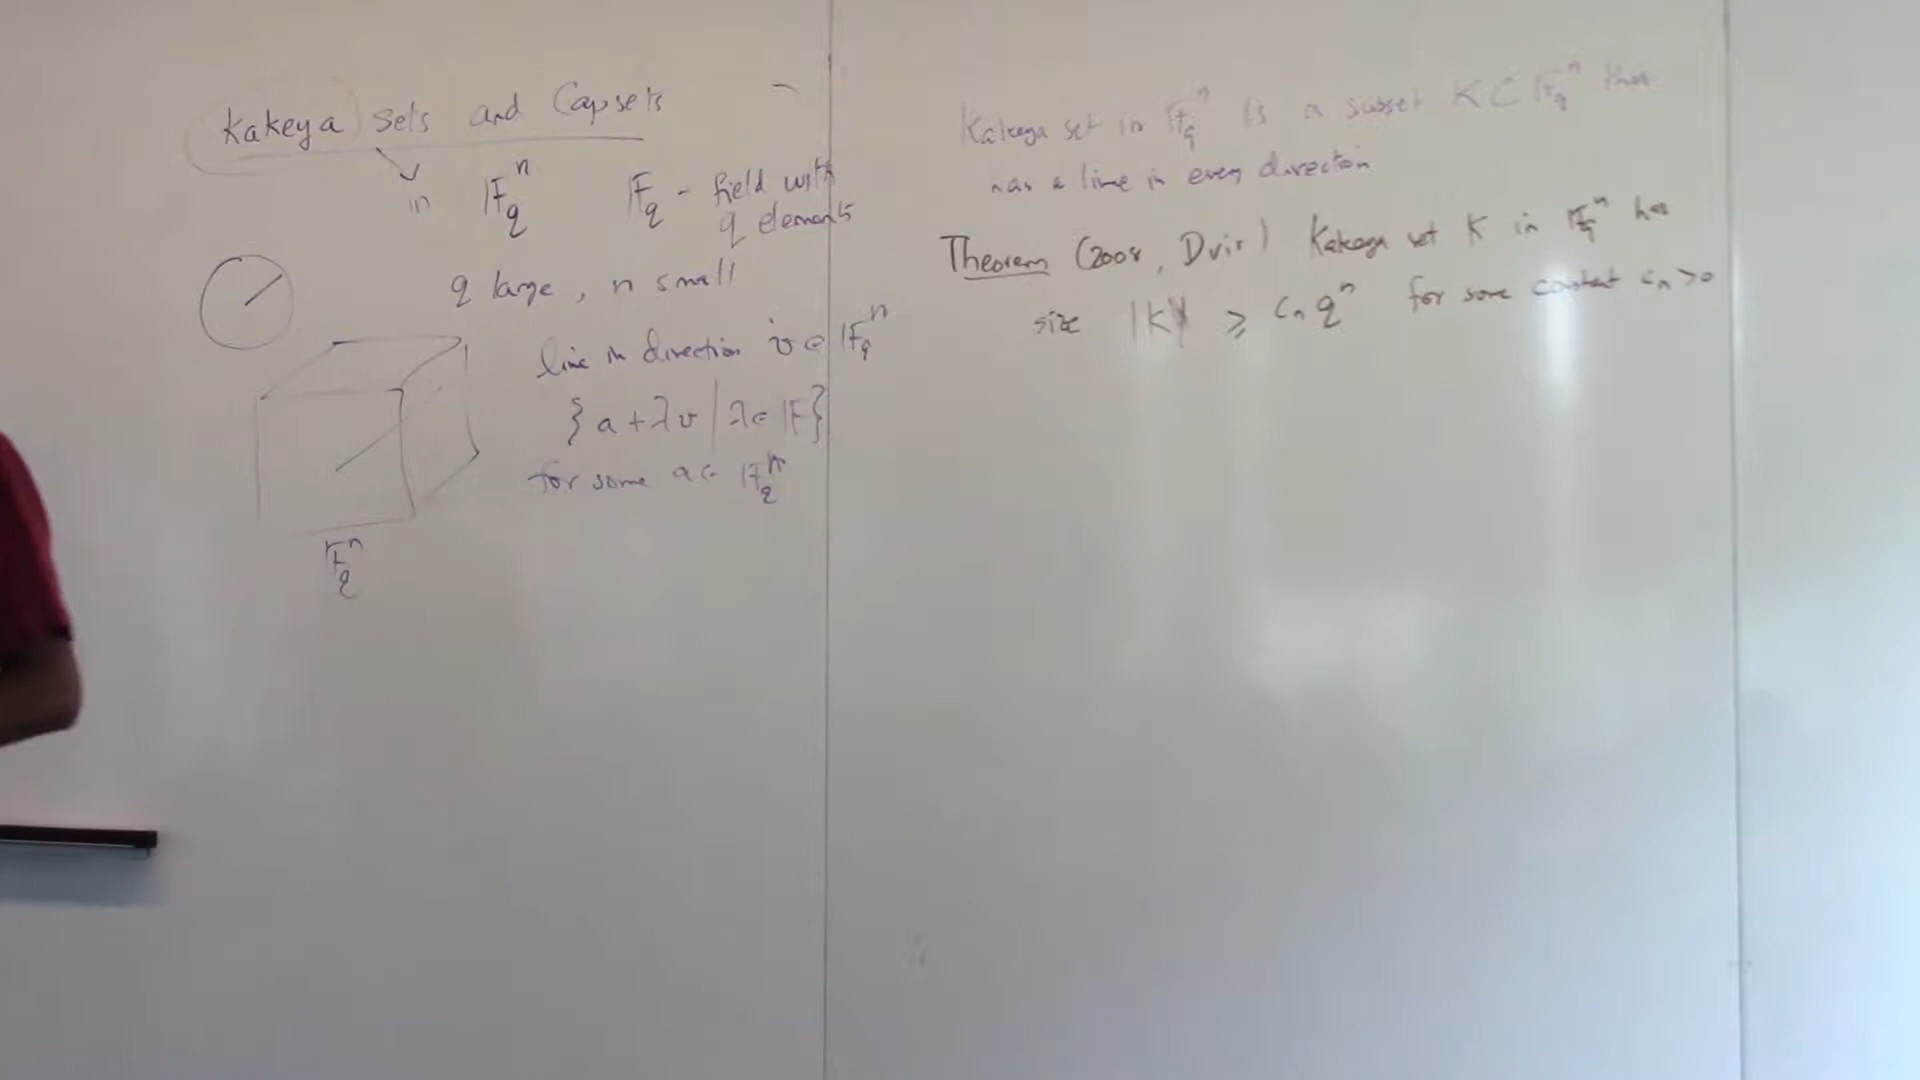 Kakeya sets and Capsets
in 𝔽_q^n   𝔽_q - field with
q elements
q large, n small
line in direction v ∈ 𝔽_q^n
{a + λv | λ ∈ 𝔽}
for some a ∈ 𝔽_q^n
𝔽_q^n
Kakeya set in 𝔽_q^n is a subset K ⊂ 𝔽_q^n that
has a line in every direction
Theorem (2008, Dvir) Kakeya set K in 𝔽_q^n has
size |K| ≥ c_n q^n for some constant c_n > 0